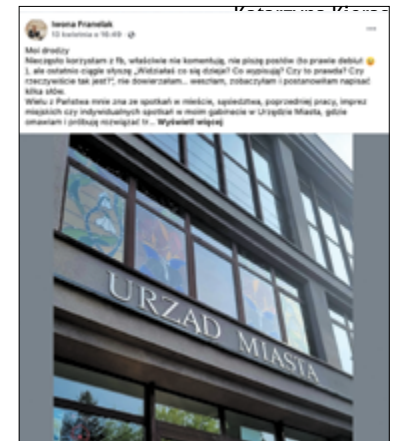 Iwona Franelak
10 kwietnia o 16:49
Moi drodzy
Nieczęsto korzystam z fb, właściwie nie komentuję, nie piszę postów (to prawie debiut 😀
), ale ostatnio ciągle słyszę „Widziałaś co się dzieje? Co wypisują? Czy to prawda? Czy
rzeczywiście tak jest?", nie dowierzałam... weszłam, zobaczyłam i postanowiłam napisać
kilka słów.
Wielu z Państwa mnie zna ze spotkań w mieście, sąsiedztwa, poprzedniej pracy, imprez
miejskich czy indywidualnych spotkań w moim gabinecie w Urzędzie Miasta, gdzie
omawiam i próbuję rozwiązać tr... Wyświetl więcej
URZĄD MIASTA